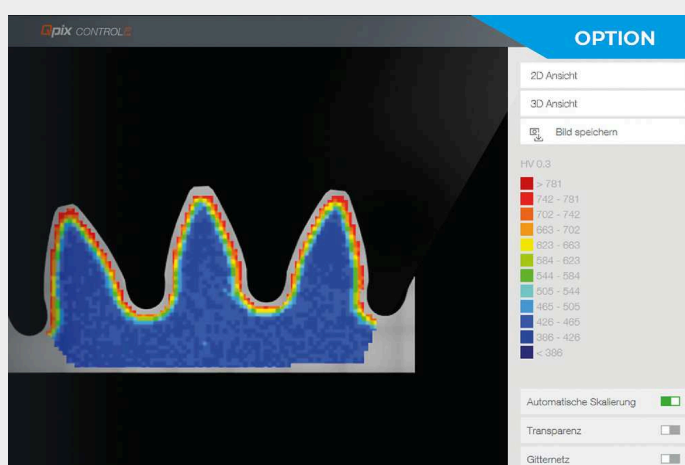 Qpix CONTROL2
OPTION
2D Ansicht
3D Ansicht
Bild speichern
HV 0.3
> 781
742 - 781
702 - 742
663 - 702
623 - 663
584 - 623
544 - 584
505 - 544
465 - 505
426 - 465
386 - 426
< 386
Automatische Skalierung
Transparenz
Gitternetz